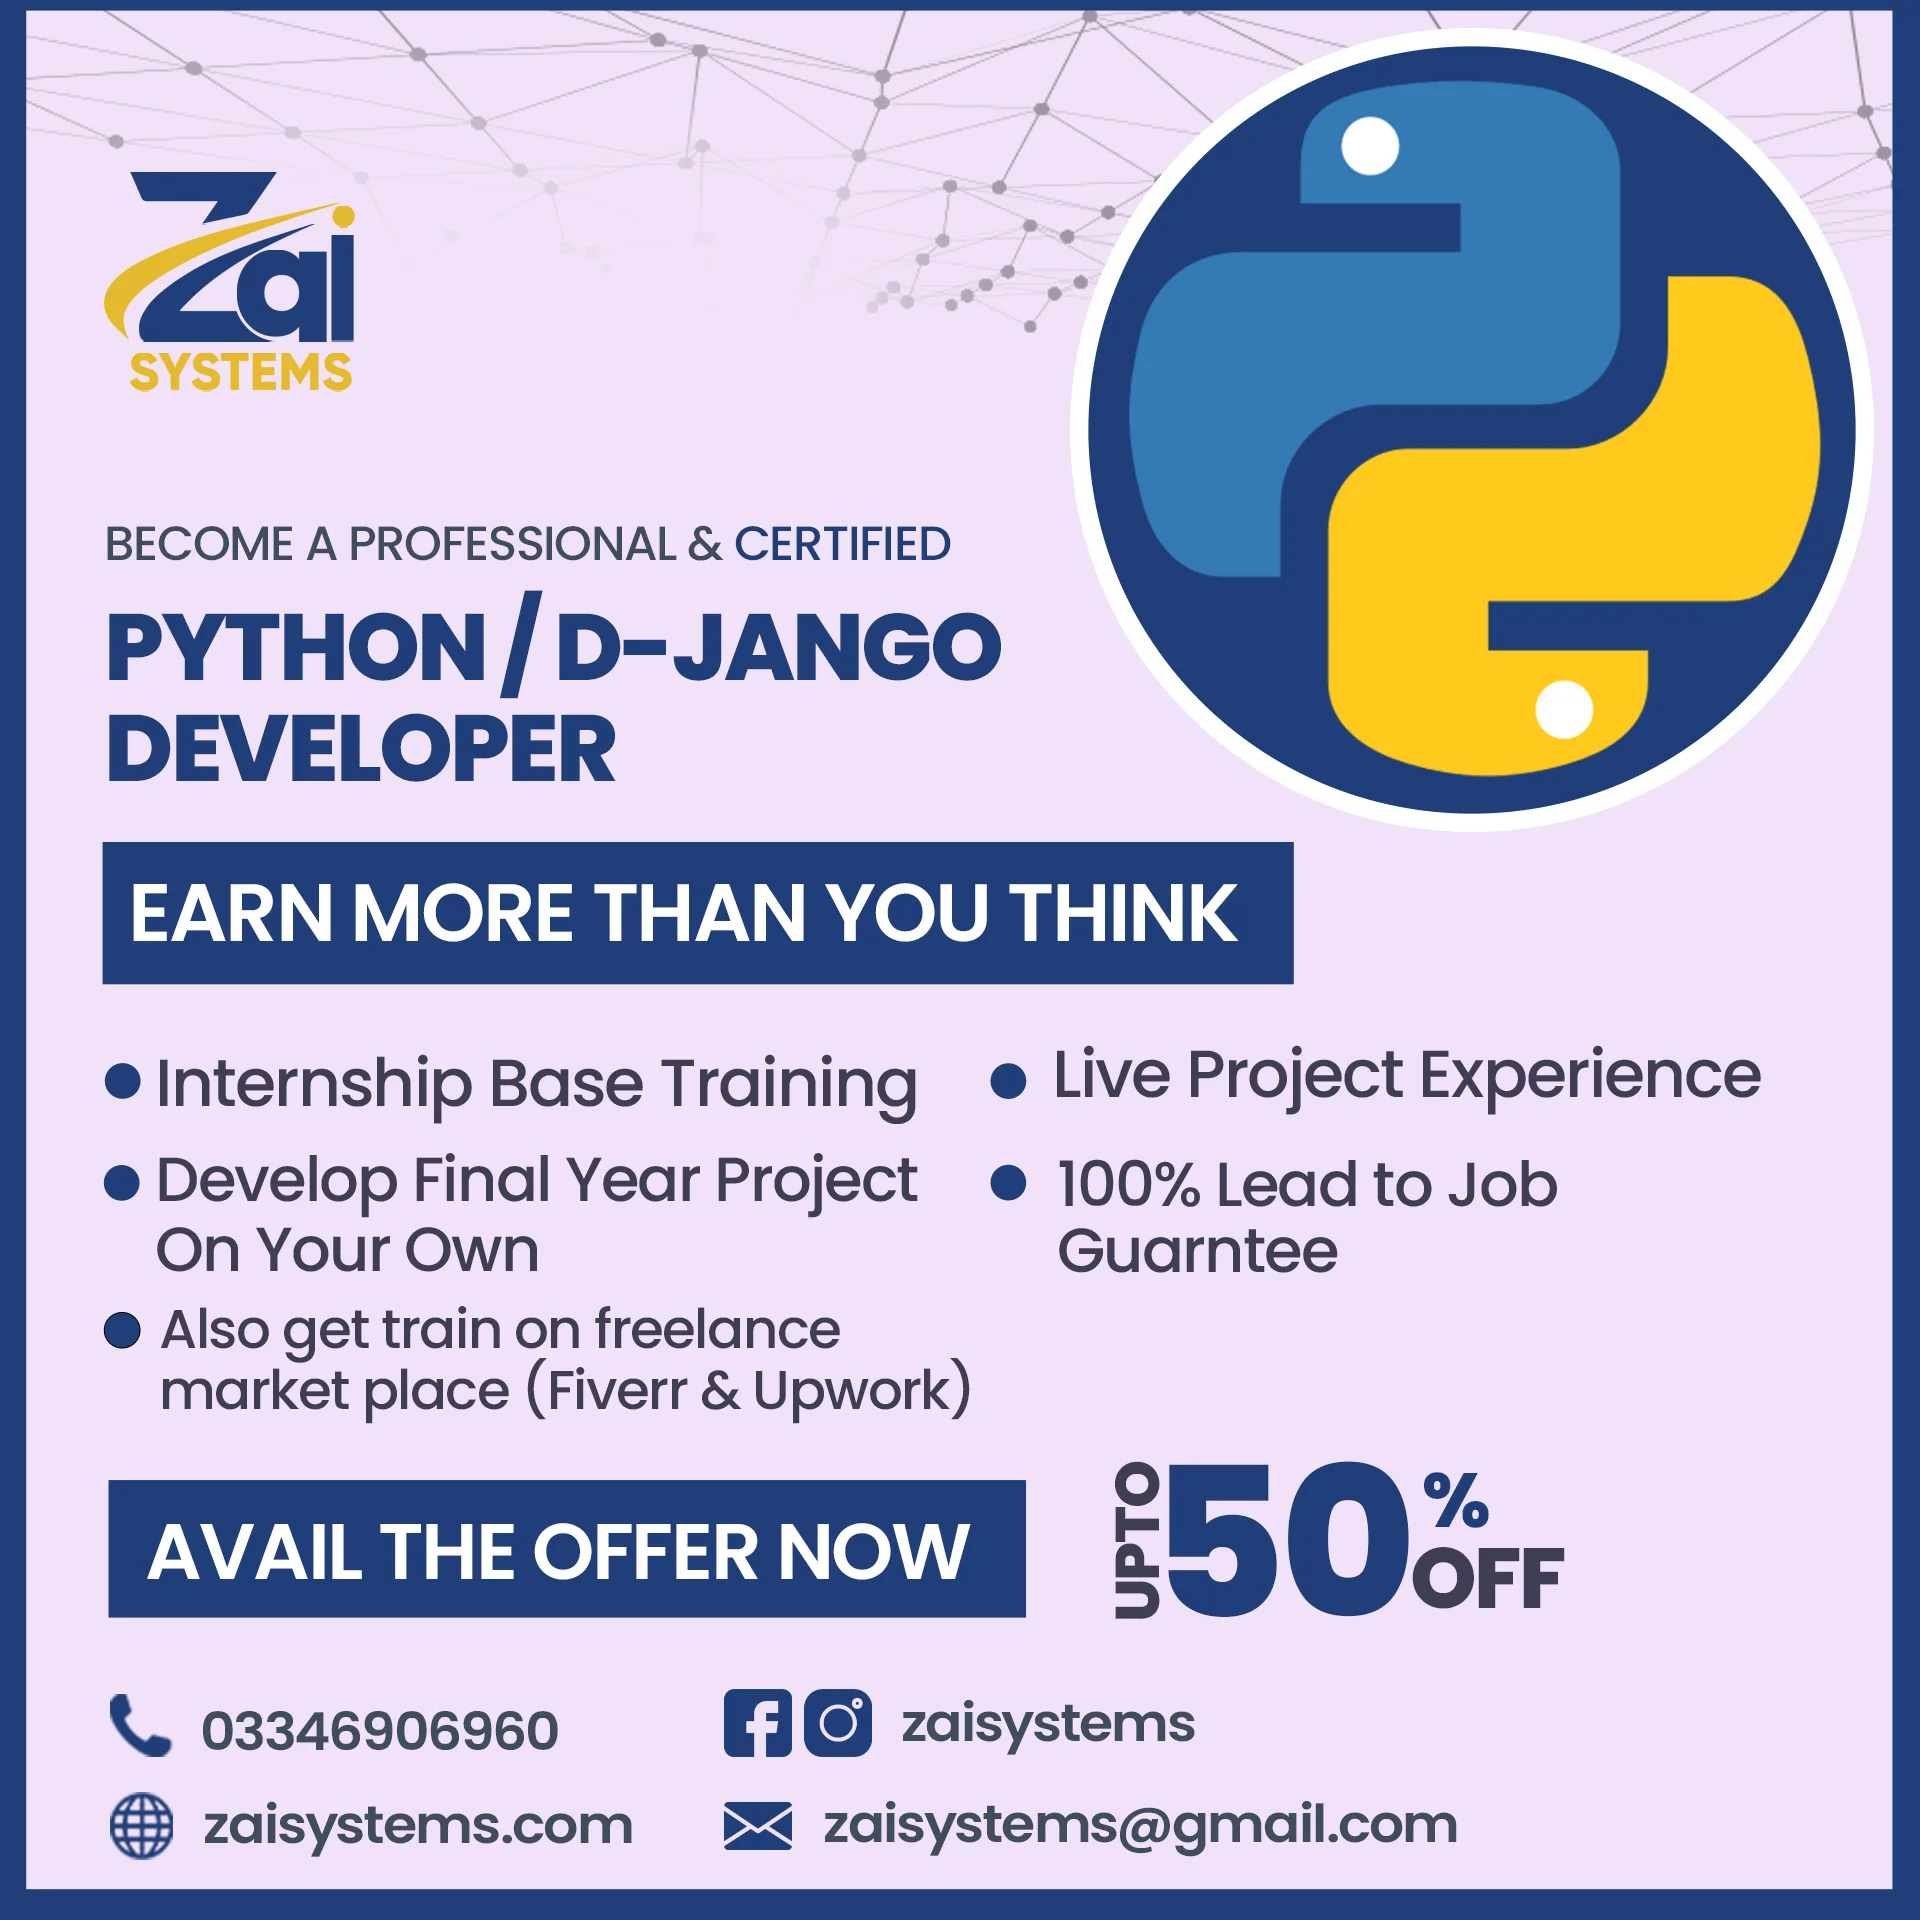 Zai
SYSTEMS
BECOME A PROFESSIONAL & CERTIFIED
PYTHON / D-JANGO
DEVELOPER
EARN MORE THAN YOU THINK
Internship Base Training
Develop Final Year Project
On Your Own
Also get train on freelance
market place (Fiverr & Upwork)
Live Project Experience
100% Lead to Job
Guarntee
AVAIL THE OFFER NOW
UPTO 50% OFF
03346906960
zaisystems
zaisystems.com
zaisystems@gmail.com